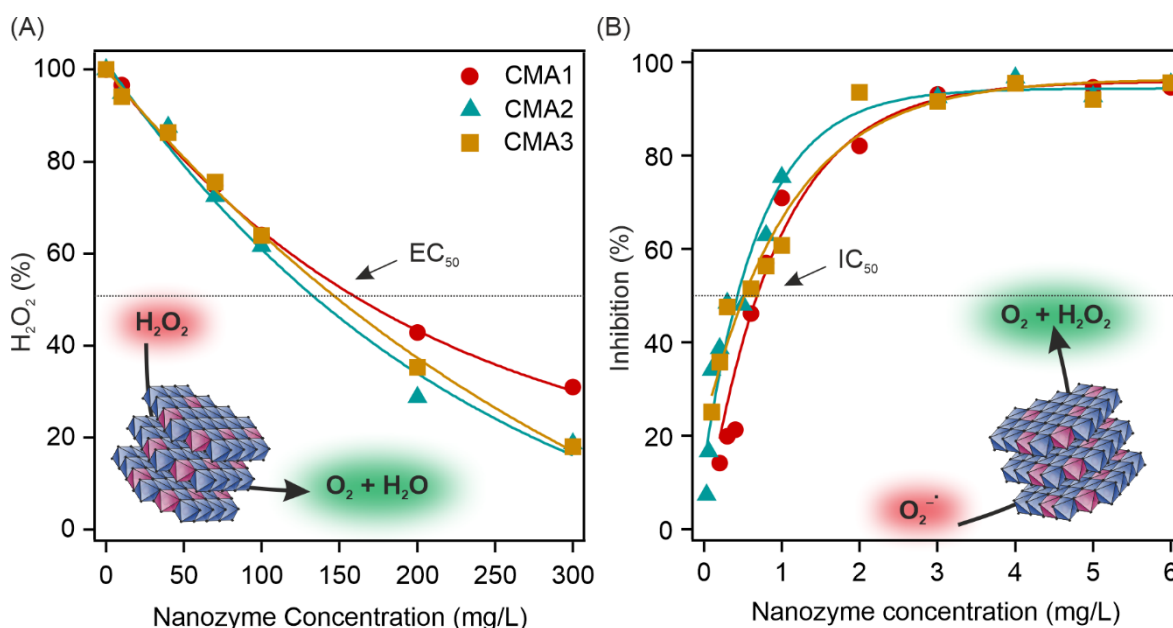 (A)
100
80
60
40
20
0
H₂O₂ (%)
CMA1
CMA2
CMA3
EC₅₀
H₂O₂
O₂ + H₂O
0 50 100 150 200 250 300
Nanozyme Concentration (mg/L)
(B)
100
80
60
40
20
0
Inhibition (%)
IC₅₀
O₂ + H₂O₂
O₂⁻·
0 1 2 3 4 5 6
Nanozyme concentration (mg/L)